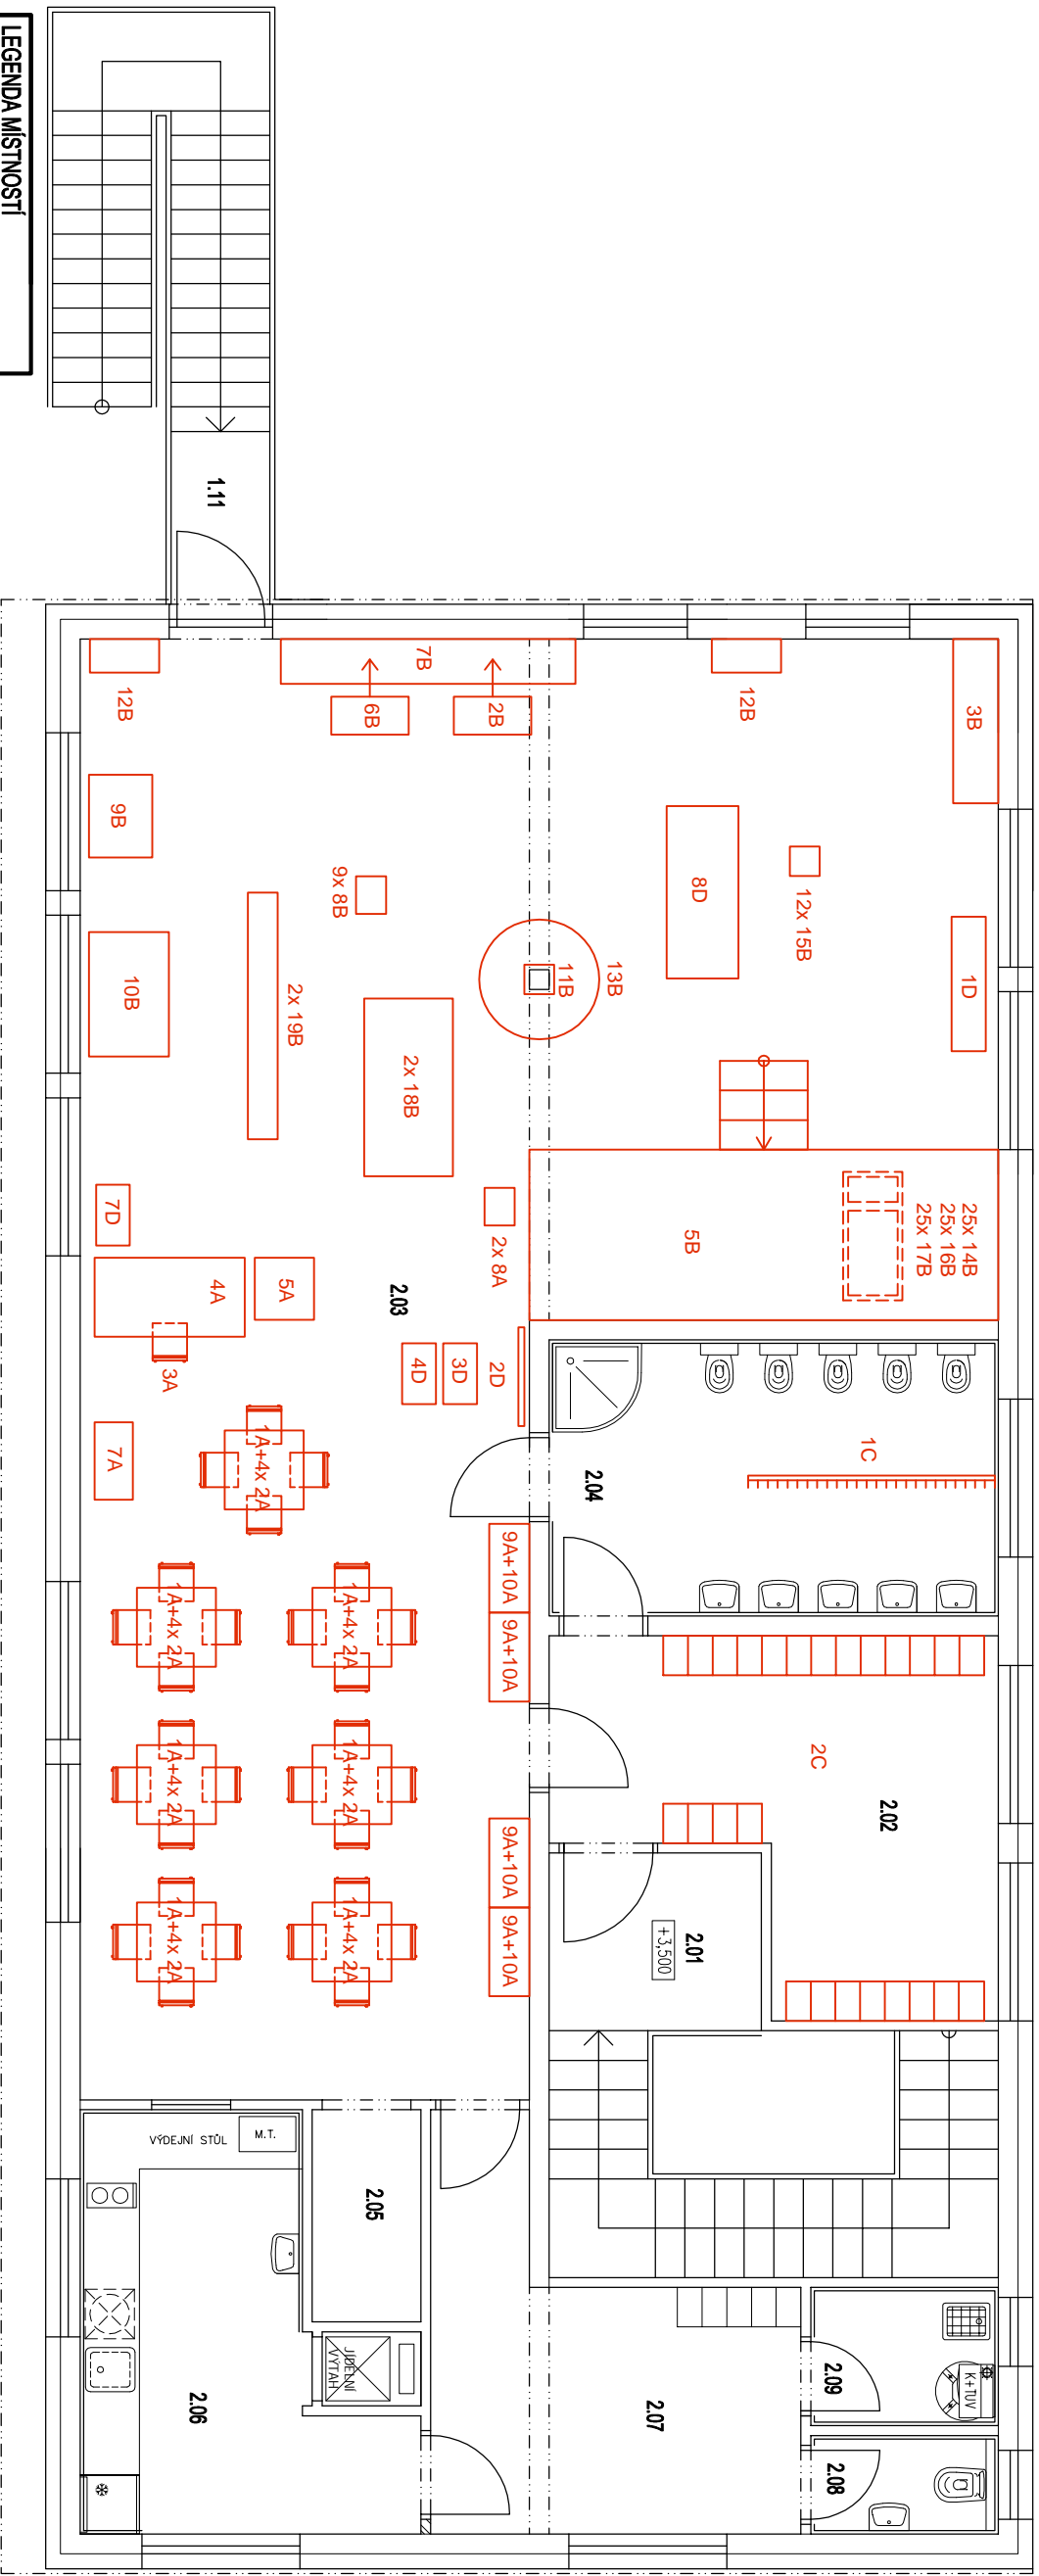 LEGENDA MÍSTNOSTÍ
1.11
12B
7B
6B
2B
12B
3B
9B
9x 8B
8D
12x 15B
1D
10B
2x 19B
11B
13B
2x 18B
7D
2x 8A
5B
25x 14B
25x 16B
25x 17B
4A
5A
2.03
3A
4D
3D
2D
7A
1A+4x 2A
2.04
1C
9A+10A
1A+4x 2A
1A+4x 2A
9A+10A
2C
2.02
1A+4x 2A
1A+4x 2A
9A+10A
2.01
+3,500
1A+4x 2A
1A+4x 2A
9A+10A
VÝDEJNÍ STŮL
M.T.
2.05
JÍDELNÍ
VÝTAH
2.06
2.07
2.09
K+TUV
2.08